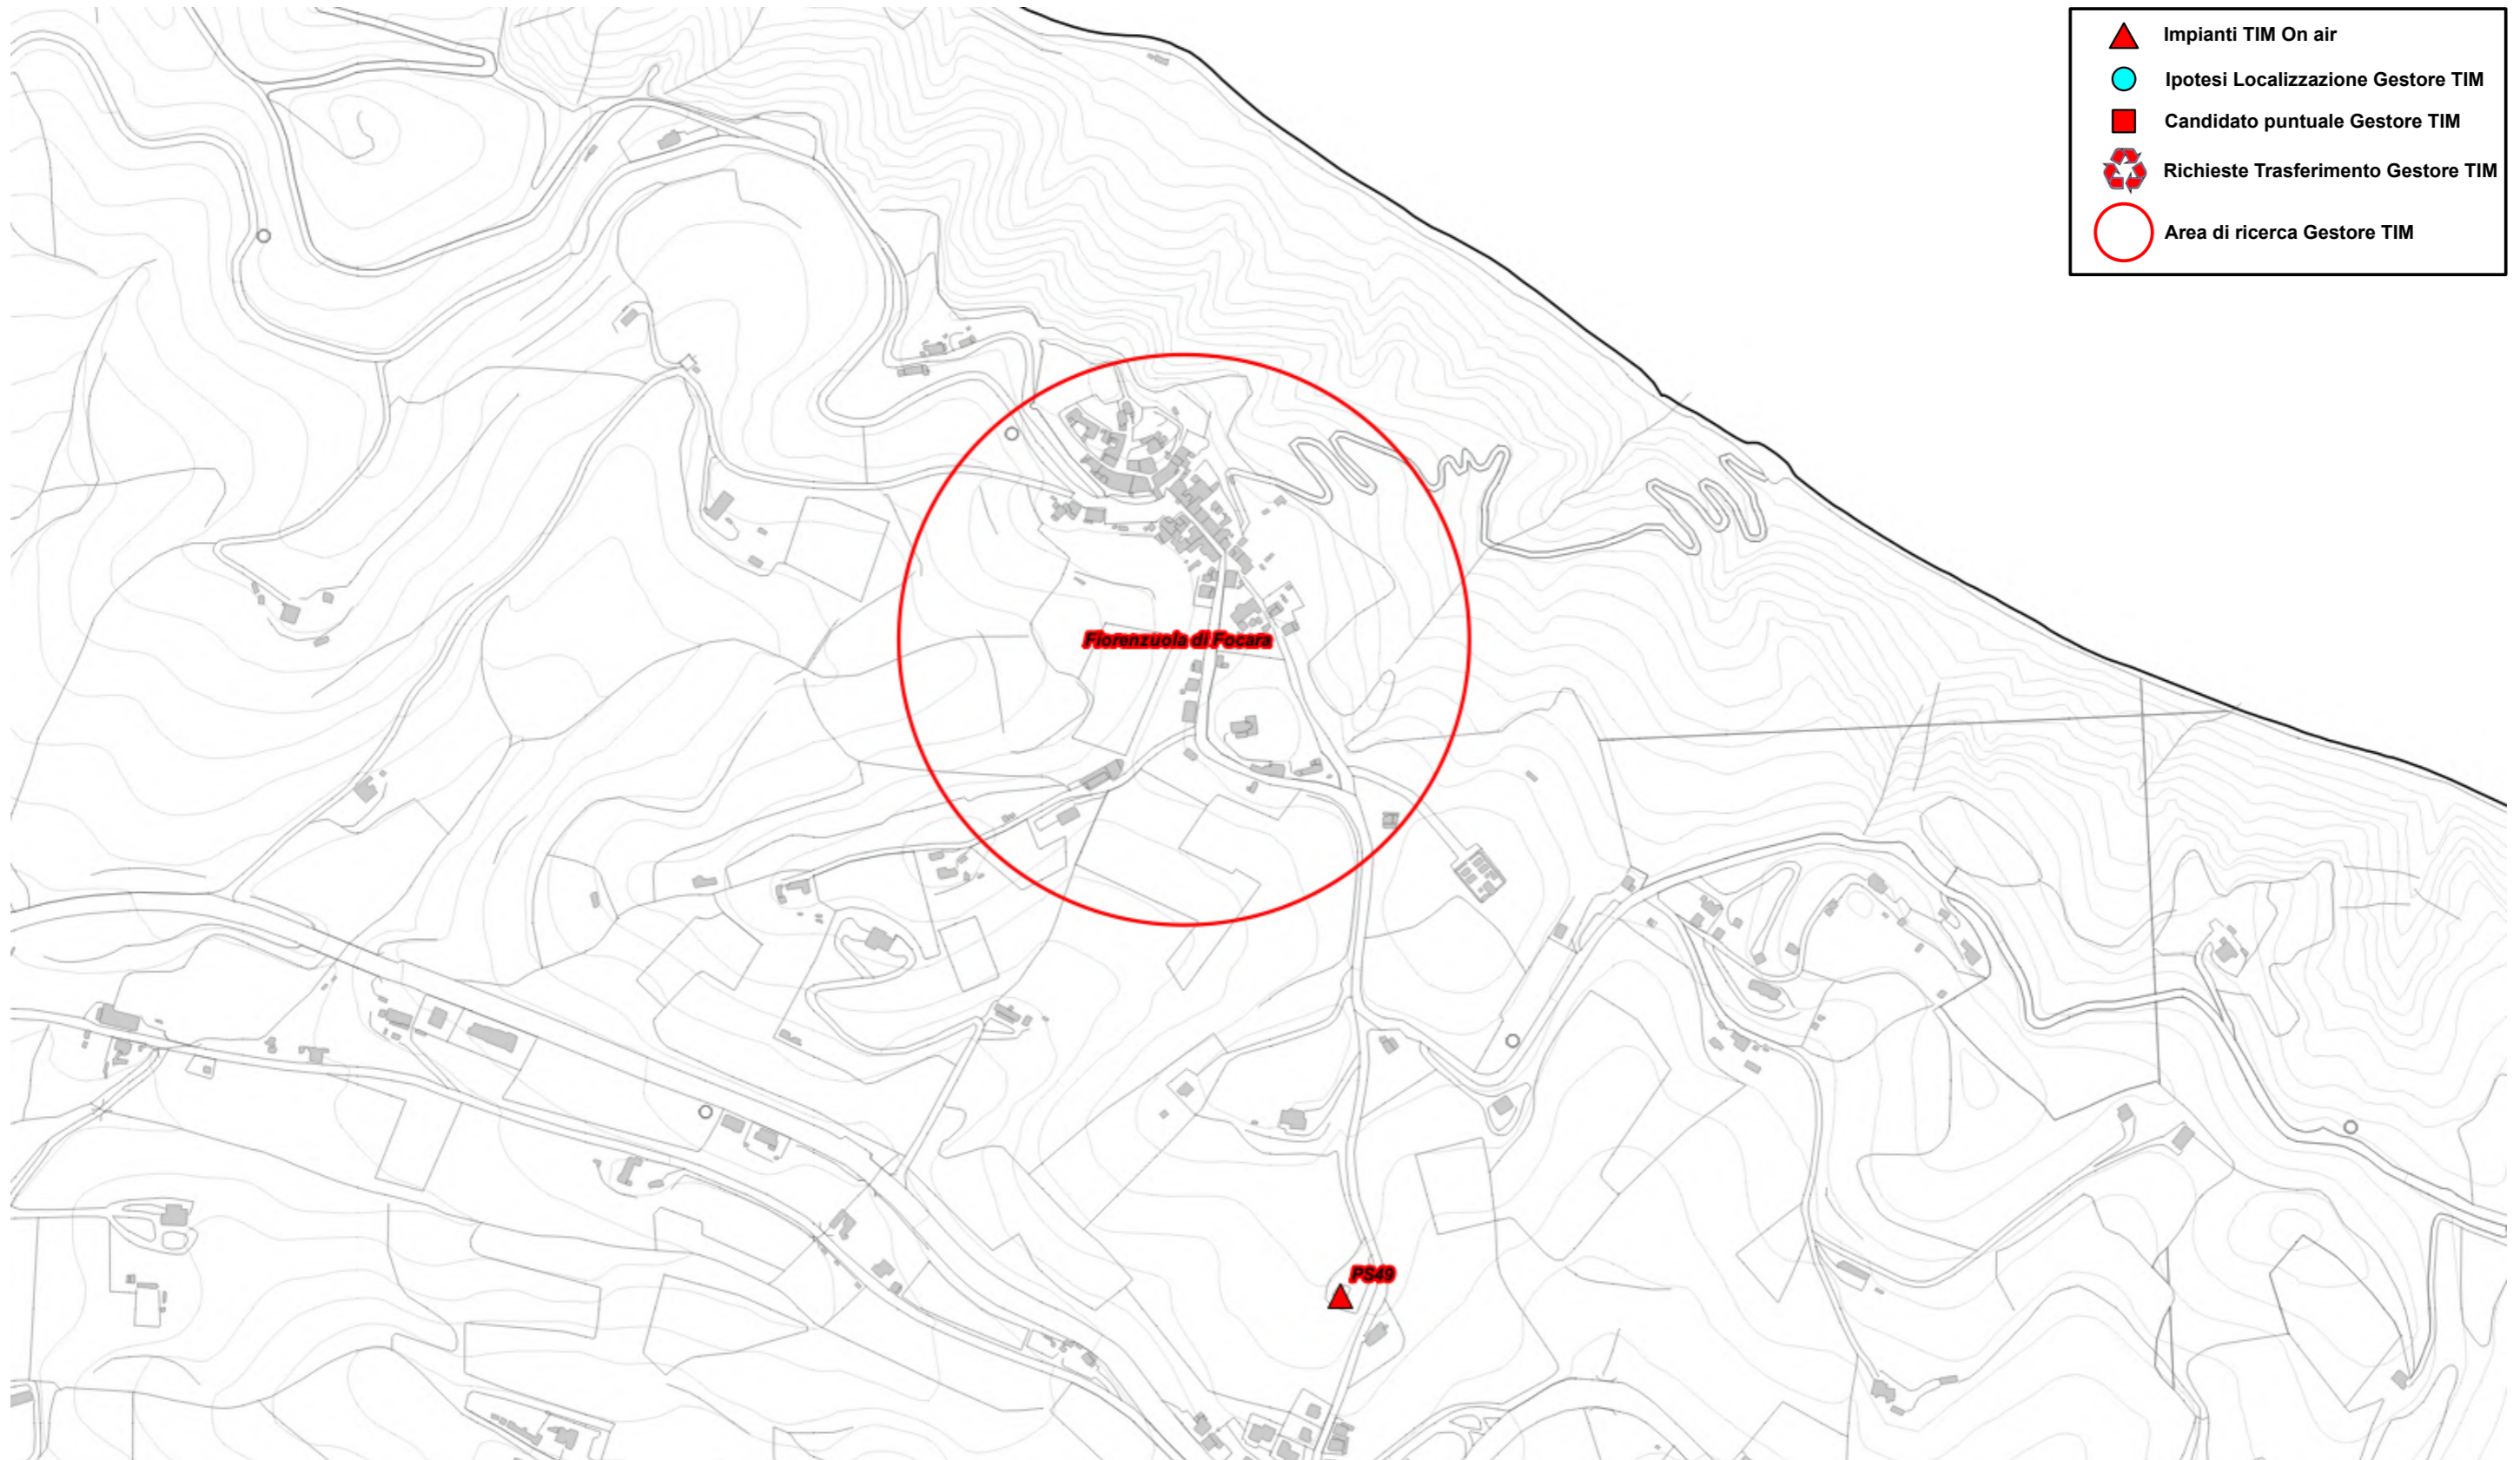 Impianti TIM On air
Ipotesi Localizzazione Gestore TIM
Candidato puntuale Gestore TIM
Richieste Trasferimento Gestore TIM
Area di ricerca Gestore TIM
Fiorenzuola di Focara
PS49